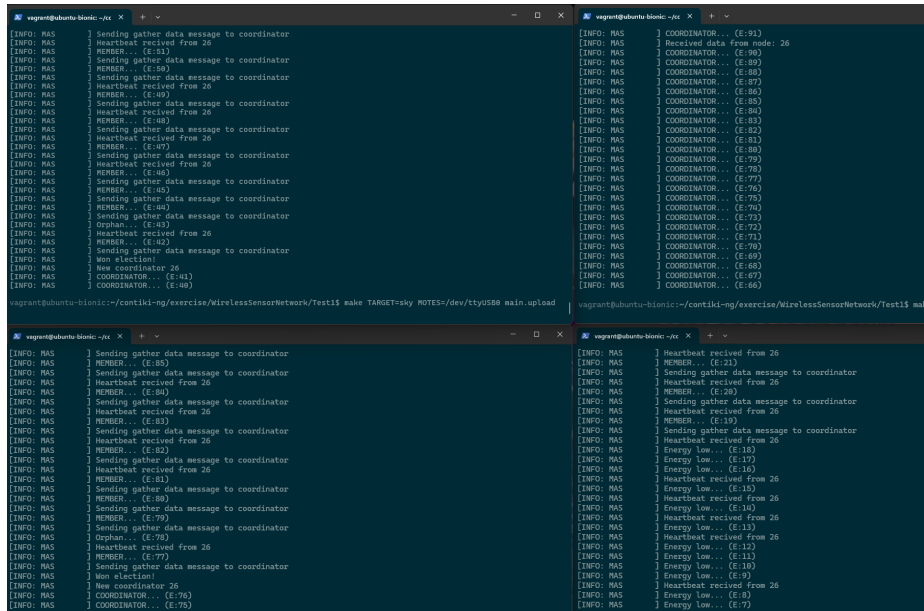 vagrant@ubuntu-bionic: ~/cc
[INFO: MAS ] Sending gather data message to coordinator
[INFO: MAS ] Heartbeat recived from 26
[INFO: MAS ] MEMBER... (E:51)
[INFO: MAS ] Sending gather data message to coordinator
[INFO: MAS ] MEMBER... (E:50)
[INFO: MAS ] Sending gather data message to coordinator
[INFO: MAS ] Heartbeat recived from 26
[INFO: MAS ] MEMBER... (E:49)
[INFO: MAS ] Sending gather data message to coordinator
[INFO: MAS ] Heartbeat recived from 26
[INFO: MAS ] MEMBER... (E:48)
[INFO: MAS ] Sending gather data message to coordinator
[INFO: MAS ] Heartbeat recived from 26
[INFO: MAS ] MEMBER... (E:47)
[INFO: MAS ] Sending gather data message to coordinator
[INFO: MAS ] Heartbeat recived from 26
[INFO: MAS ] MEMBER... (E:46)
[INFO: MAS ] Sending gather data message to coordinator
[INFO: MAS ] MEMBER... (E:45)
[INFO: MAS ] Sending gather data message to coordinator
[INFO: MAS ] MEMBER... (E:44)
[INFO: MAS ] Sending gather data message to coordinator
[INFO: MAS ] Orphan... (E:43)
[INFO: MAS ] Heartbeat recived from 26
[INFO: MAS ] MEMBER... (E:42)
[INFO: MAS ] Sending gather data message to coordinator
[INFO: MAS ] Won election!
[INFO: MAS ] New coordinator 26
[INFO: MAS ] COORDINATOR... (E:41)
[INFO: MAS ] COORDINATOR... (E:40)
vagrant@ubuntu-bionic:~/contiki-ng/exercise/WirelessSensorNetwork/Test1$ make TARGET=sky MOTES=/dev/ttyUSB0 main.upload
vagrant@ubuntu-bionic: ~/cc
[INFO: MAS ] COORDINATOR... (E:91)
[INFO: MAS ] Received data from node: 26
[INFO: MAS ] COORDINATOR... (E:90)
[INFO: MAS ] COORDINATOR... (E:89)
[INFO: MAS ] COORDINATOR... (E:88)
[INFO: MAS ] COORDINATOR... (E:87)
[INFO: MAS ] COORDINATOR... (E:86)
[INFO: MAS ] COORDINATOR... (E:85)
[INFO: MAS ] COORDINATOR... (E:84)
[INFO: MAS ] COORDINATOR... (E:83)
[INFO: MAS ] COORDINATOR... (E:82)
[INFO: MAS ] COORDINATOR... (E:81)
[INFO: MAS ] COORDINATOR... (E:80)
[INFO: MAS ] COORDINATOR... (E:79)
[INFO: MAS ] COORDINATOR... (E:78)
[INFO: MAS ] COORDINATOR... (E:77)
[INFO: MAS ] COORDINATOR... (E:76)
[INFO: MAS ] COORDINATOR... (E:75)
[INFO: MAS ] COORDINATOR... (E:74)
[INFO: MAS ] COORDINATOR... (E:73)
[INFO: MAS ] COORDINATOR... (E:72)
[INFO: MAS ] COORDINATOR... (E:71)
[INFO: MAS ] COORDINATOR... (E:70)
[INFO: MAS ] COORDINATOR... (E:69)
[INFO: MAS ] COORDINATOR... (E:68)
[INFO: MAS ] COORDINATOR... (E:67)
[INFO: MAS ] COORDINATOR... (E:66)
vagrant@ubuntu-bionic:~/contiki-ng/exercise/WirelessSensorNetwork/Test1$ mak
vagrant@ubuntu-bionic: ~/cc
[INFO: MAS ] Sending gather data message to coordinator
[INFO: MAS ] MEMBER... (E:85)
[INFO: MAS ] Sending gather data message to coordinator
[INFO: MAS ] Heartbeat recived from 26
[INFO: MAS ] MEMBER... (E:84)
[INFO: MAS ] Sending gather data message to coordinator
[INFO: MAS ] Heartbeat recived from 26
[INFO: MAS ] MEMBER... (E:83)
[INFO: MAS ] Sending gather data message to coordinator
[INFO: MAS ] Heartbeat recived from 26
[INFO: MAS ] MEMBER... (E:82)
[INFO: MAS ] Sending gather data message to coordinator
[INFO: MAS ] Heartbeat recived from 26
[INFO: MAS ] MEMBER... (E:81)
[INFO: MAS ] Sending gather data message to coordinator
[INFO: MAS ] MEMBER... (E:80)
[INFO: MAS ] Sending gather data message to coordinator
[INFO: MAS ] MEMBER... (E:79)
[INFO: MAS ] Sending gather data message to coordinator
[INFO: MAS ] Orphan... (E:78)
[INFO: MAS ] Heartbeat recived from 26
[INFO: MAS ] MEMBER... (E:77)
[INFO: MAS ] Sending gather data message to coordinator
[INFO: MAS ] Won election!
[INFO: MAS ] New coordinator 26
[INFO: MAS ] COORDINATOR... (E:76)
[INFO: MAS ] COORDINATOR... (E:75)
vagrant@ubuntu-bionic: ~/cc
[INFO: MAS ] Heartbeat recived from 26
[INFO: MAS ] MEMBER... (E:21)
[INFO: MAS ] Sending gather data message to coordinator
[INFO: MAS ] Heartbeat recived from 26
[INFO: MAS ] MEMBER... (E:20)
[INFO: MAS ] Sending gather data message to coordinator
[INFO: MAS ] Heartbeat recived from 26
[INFO: MAS ] MEMBER... (E:19)
[INFO: MAS ] Sending gather data message to coordinator
[INFO: MAS ] Heartbeat recived from 26
[INFO: MAS ] Energy low... (E:18)
[INFO: MAS ] Energy low... (E:17)
[INFO: MAS ] Energy low... (E:16)
[INFO: MAS ] Heartbeat recived from 26
[INFO: MAS ] Energy low... (E:15)
[INFO: MAS ] Heartbeat recived from 26
[INFO: MAS ] Energy low... (E:14)
[INFO: MAS ] Heartbeat recived from 26
[INFO: MAS ] Energy low... (E:13)
[INFO: MAS ] Heartbeat recived from 26
[INFO: MAS ] Energy low... (E:12)
[INFO: MAS ] Energy low... (E:11)
[INFO: MAS ] Energy low... (E:10)
[INFO: MAS ] Energy low... (E:9)
[INFO: MAS ] Heartbeat recived from 26
[INFO: MAS ] Energy low... (E:8)
[INFO: MAS ] Energy low... (E:7)